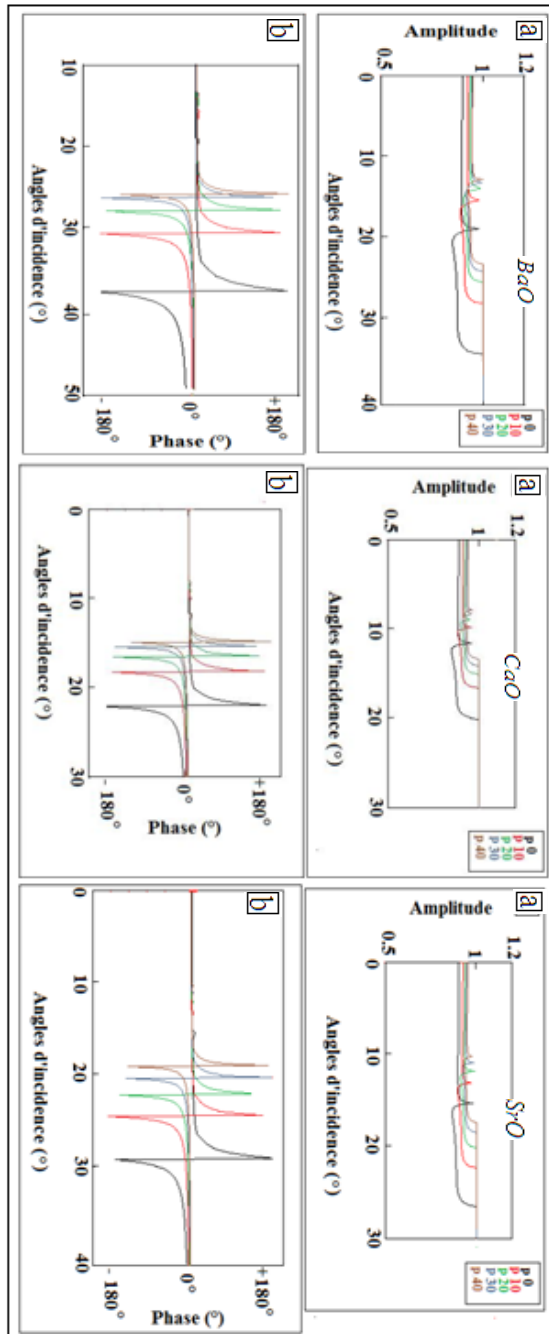 a
BaO
Amplitude
1.2
1
0.5
0
10
20
30
40
Angles d'incidence (°)
p 0
p 10
p 20
p 30
p 40
a
CaO
Amplitude
1.2
1
0.5
0
10
20
30
Angles d'incidence (°)
p 0
p 10
p 20
p 30
p 40
a
SrO
Amplitude
1.2
1
0.5
0
10
20
30
Angles d'incidence (°)
p 0
p 10
p 20
p 30
p 40
b
+180°
0°
-180°
Phase (°)
10
20
30
40
50
Angles d'incidence (°)
b
+180°
0°
-180°
Phase (°)
0
10
20
30
Angles d'incidence (°)
b
+180°
0°
-180°
Phase (°)
0
10
20
30
40
Angles d'incidence (°)